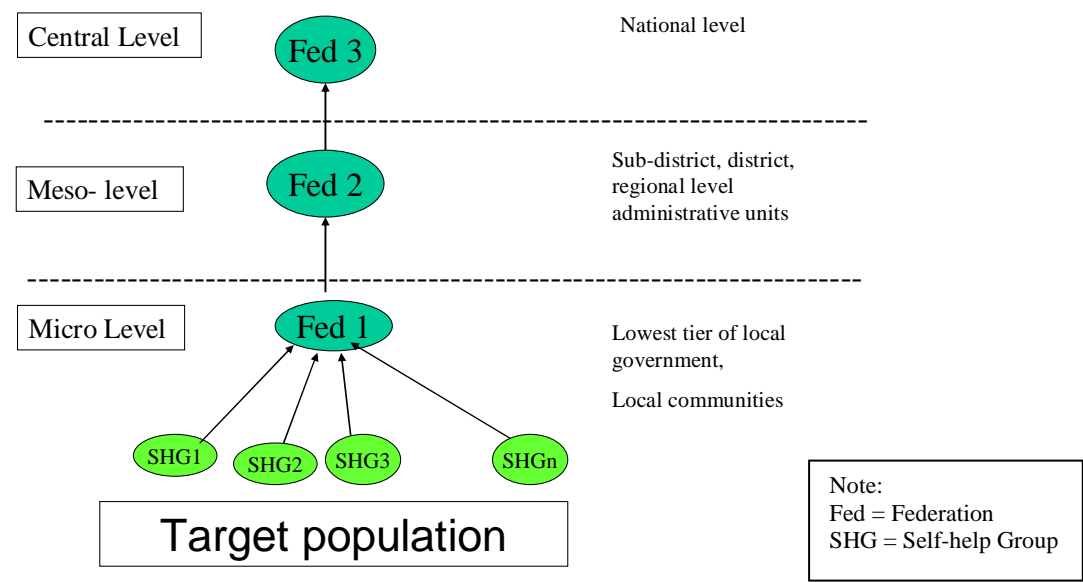 Central Level
Fed 3
National level
Meso- level
Fed 2
Sub-district, district,
regional level
administrative units
Micro Level
Fed 1
Lowest tier of local
government,
Local communities
SHG1
SHG2
SHG3
SHGn
Target population
Note:
Fed = Federation
SHG = Self-help Group